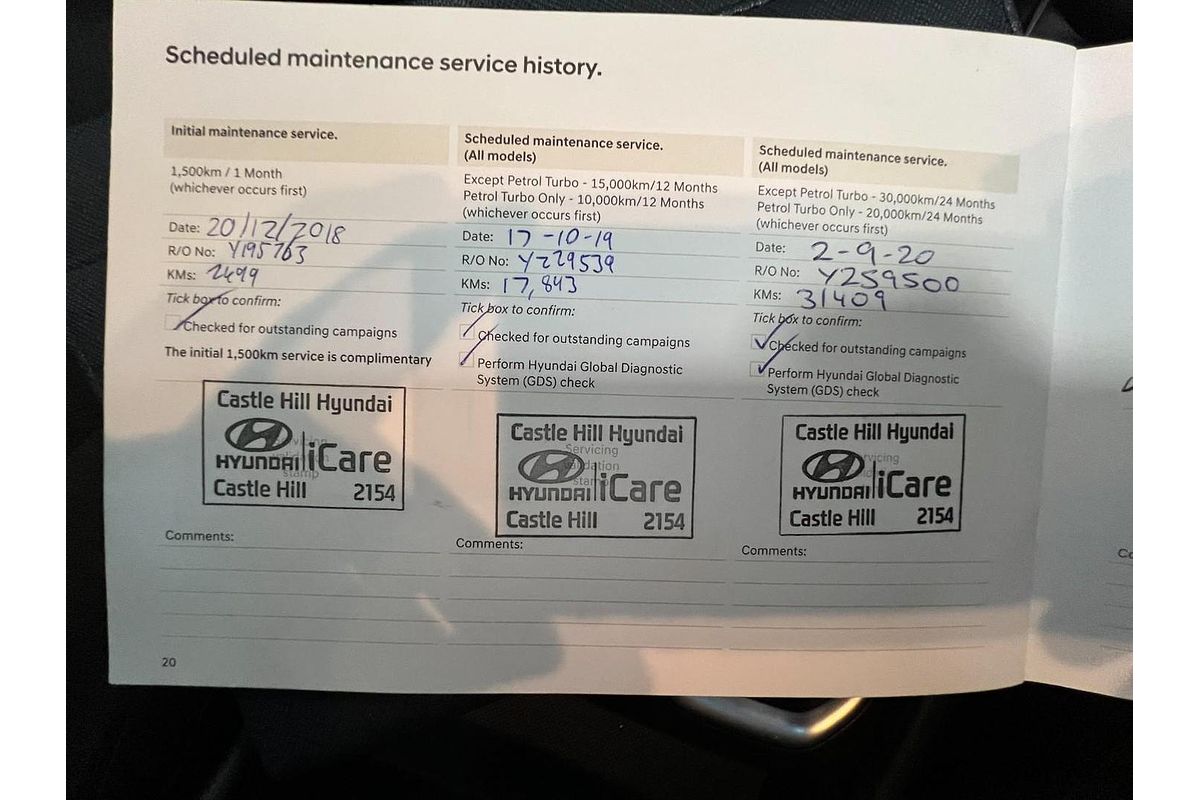 Scheduled maintenance service history.
Initial maintenance service.
1,500km / 1 Month
(whichever occurs first)
Date: 20/12/2018
R/O No: Y195763
KMs: 2499
Tick box to confirm:
Checked for outstanding campaigns
The initial 1,500km service is complimentary
Castle Hill Hyundai
HYUNDAI iCare
Castle Hill 2154
Comments:
Scheduled maintenance service.
(All models)
Except Petrol Turbo - 15,000km/12 Months
Petrol Turbo Only - 10,000km/12 Months
(whichever occurs first)
Date: 17-10-19
R/O No: Y229539
KMs: 17,843
Tick box to confirm:
Checked for outstanding campaigns
Perform Hyundai Global Diagnostic
System (GDS) check
Castle Hill Hyundai
Servicing
HYUNDAI iCare
Castle Hill 2154
Comments:
Scheduled maintenance service.
(All models)
Except Petrol Turbo - 30,000km/24 Months
Petrol Turbo Only - 20,000km/24 Months
(whichever occurs first)
Date: 2-9-20
R/O No: Y259500
KMs: 31409
Tick box to confirm:
Checked for outstanding campaigns
Perform Hyundai Global Diagnostic
System (GDS) check
Castle Hill Hyundai
HYUNDAI iCare
Castle Hill 2154
Comments:
20